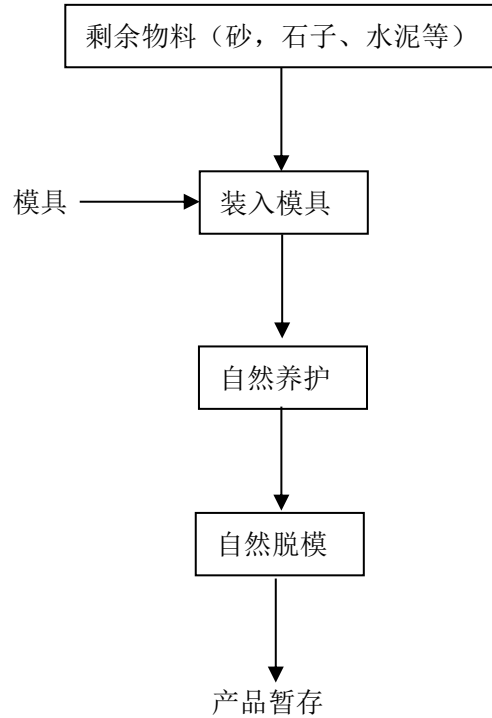 剩余物料（砂，石子、水泥等）
模具
装入模具
自然养护
自然脱模
产品暂存